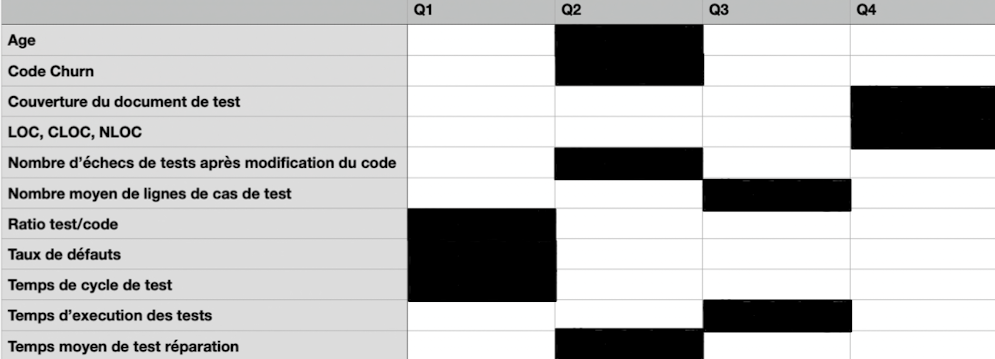 Q1 Q2 Q3 Q4
Age
Code Churn
Couverture du document de test
LOC, CLOC, NLOC
Nombre d'échecs de tests après modification du code
Nombre moyen de lignes de cas de test
Ratio test/code
Taux de défauts
Temps de cycle de test
Temps d'execution des tests
Temps moyen de test réparation